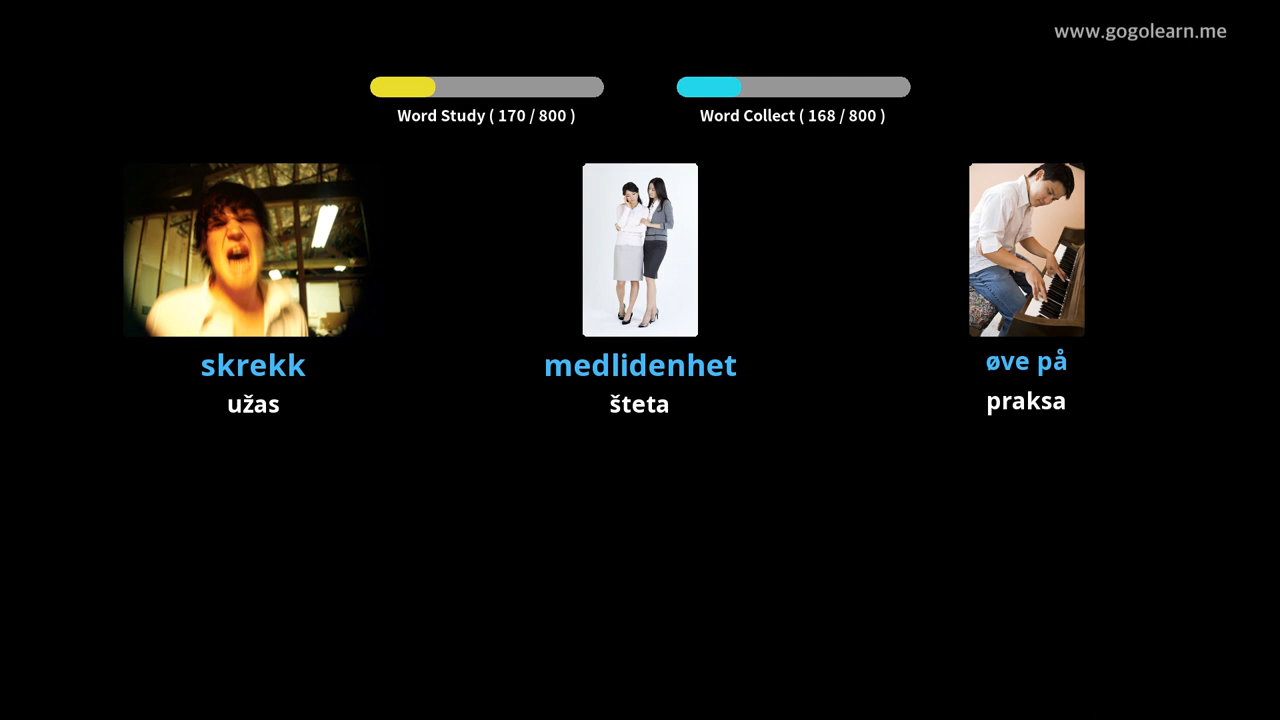 www.gogolearn.me
Word Study ( 170 / 800 )
Word Collect ( 168 / 800 )
skrekk
užas
medlidenhet
šteta
øve på
praksa